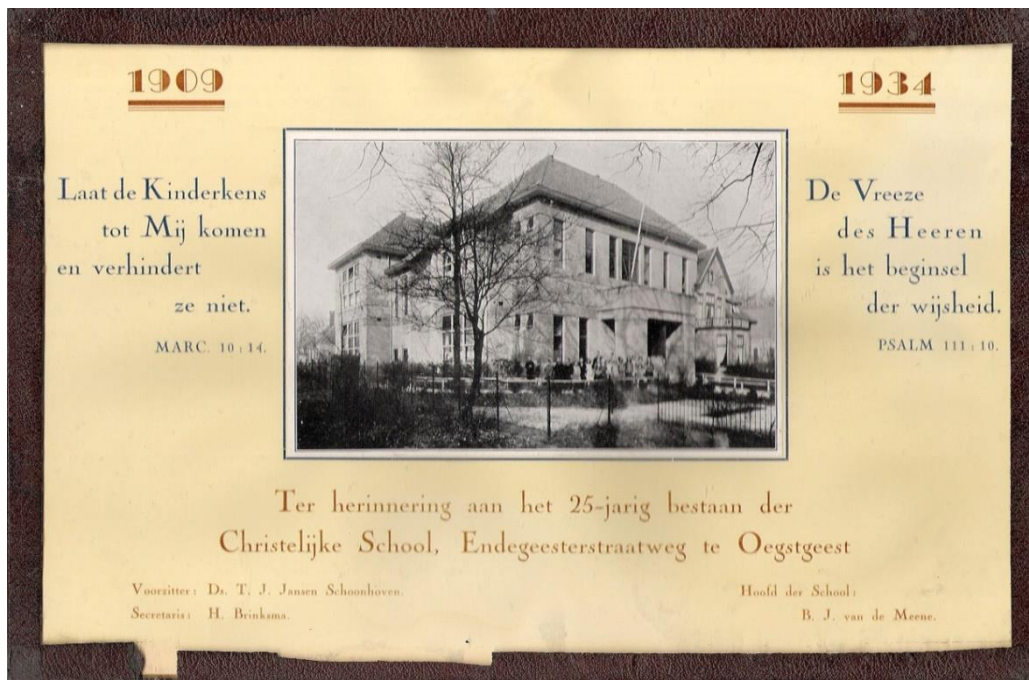 1909
1934
Laat de Kinderkens
tot Mij komen
en verhindert
ze niet.
MARC. 10:14.
De Vreeze
des Heeren
is het beginsel
der wijsheid.
PSALM 111:10.
Ter herinnering aan het 25-jarig bestaan der
Christelijke School, Endegeesterstraatweg te Oegstgeest
Voorzitter: Ds. T. J. Jansen Schoonhoven.
Secretaris: H. Brinksma.
Hoofd der School:
B. J. van de Meene.